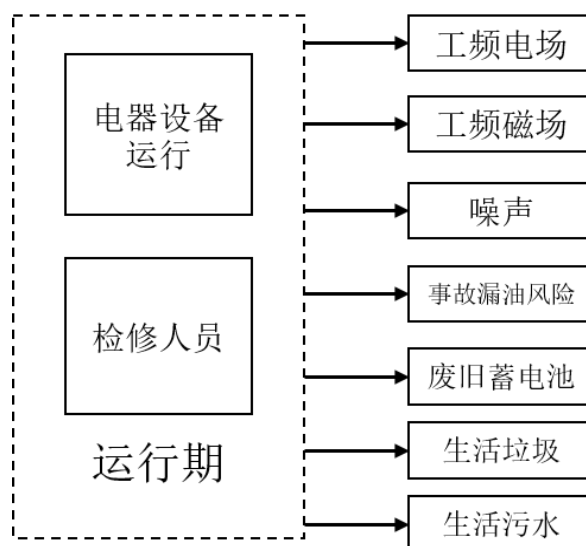 电器设备
运行
检修人员
运行期
工频电场
工频磁场
噪声
事故漏油风险
废旧蓄电池
生活垃圾
生活污水